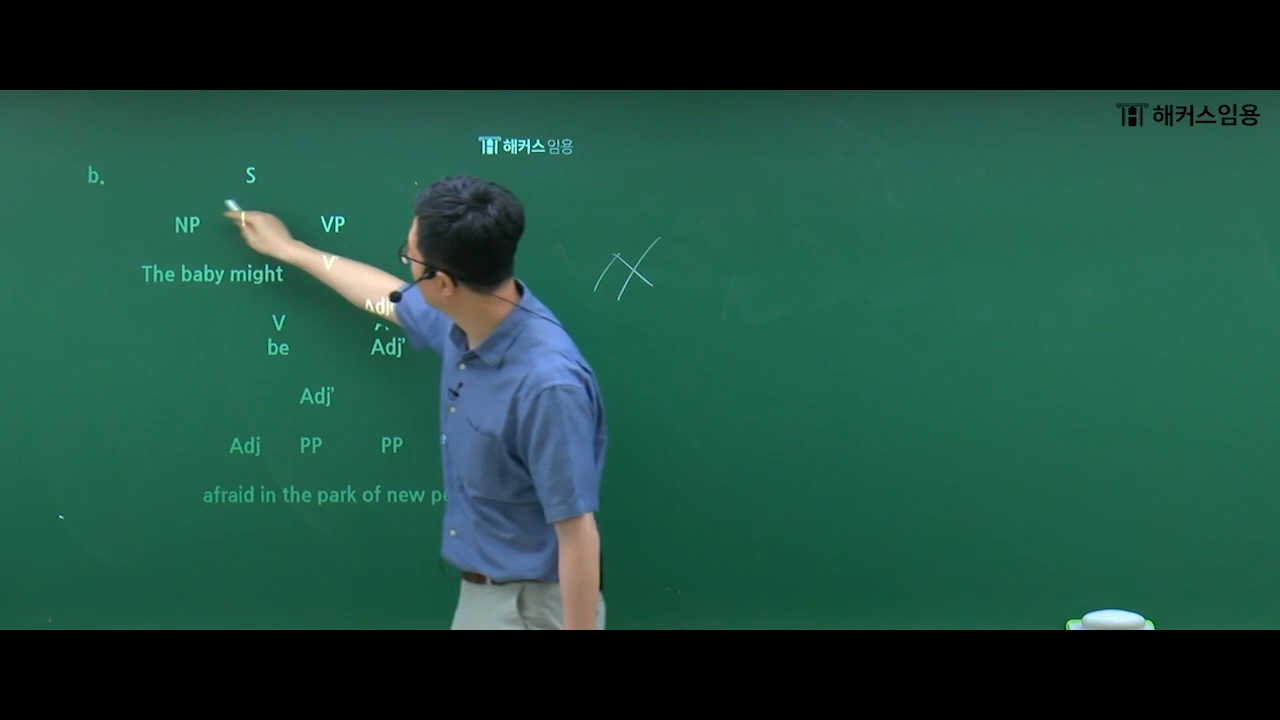 해커스임용
해커스임용
b. S
NP VP
V'
The baby might
V
be Adj'
Adj'
Adj PP PP
afraid in the park of new